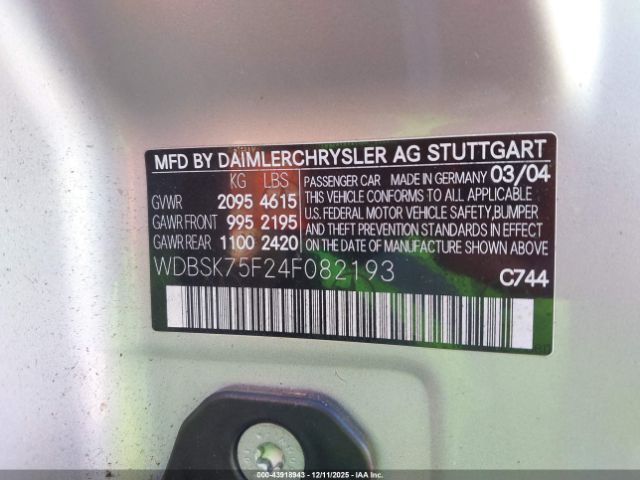 MFD BY DAIMLERCHRYSLER AG STUTTGART
KG LBS
GVWR 2095 4615
GAWR FRONT 995 2195
GAWR REAR 1100 2420
PASSENGER CAR MADE IN GERMANY 03/04
THIS VEHICLE CONFORMS TO ALL APPLICABLE
U.S. FEDERAL MOTOR VEHICLE SAFETY, BUMPER
AND THEFT PREVENTION STANDARDS IN EFFECT
ON THE DATE OF MANUFACTURE SHOWN ABOVE
WDBSK75F24F082193
C744
000-43918943 - 12/11/2025 - IAAI.COM